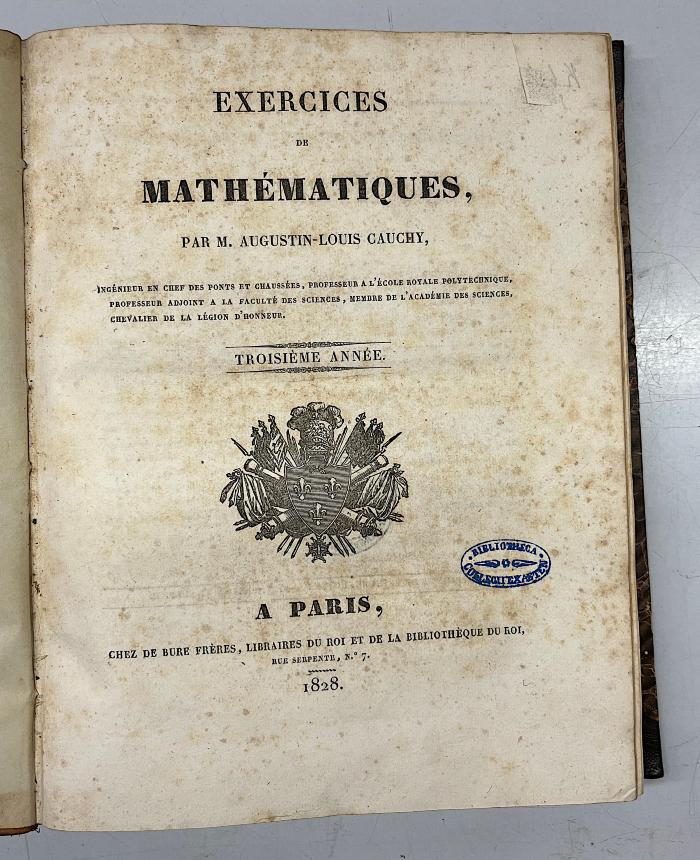 EXERCICES
DE
MATHÉMATIQUES,
PAR M. AUGUSTIN-LOUIS CAUCHY,
INGÉNIEUR EN CHEF DES PONTS ET CHAUSSÉES, PROFESSEUR A L'ÉCOLE ROYALE POLYTECHNIQUE,
PROFESSEUR ADJOINT A LA FACULTÉ DES SCIENCES, MEMBRE DE L'ACADÉMIE DES SCIENCES,
CHEVALIER DE LA LÉGION D'HONNEUR.
TROISIÈME ANNÉE.
BIBLIOTHECA
A PARIS,
CHEZ DE BURE FRÈRES, LIBRAIRES DU ROI ET DE LA BIBLIOTHÈQUE DU ROI,
RUE SERPENTE, N.° 7.
1828.